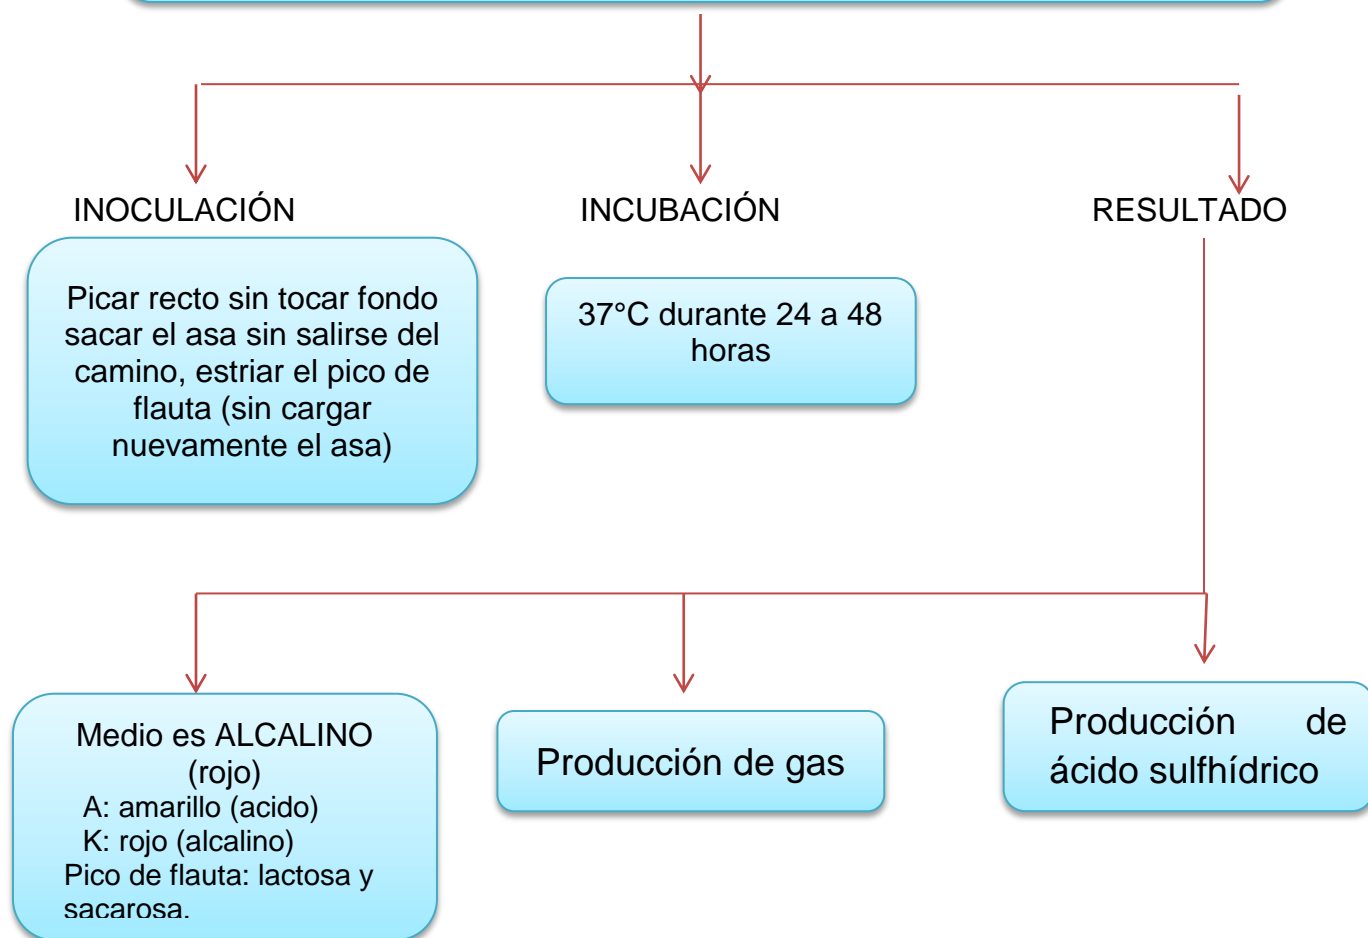 INOCULACIÓN
INCUBACIÓN
RESULTADO
Picar recto sin tocar fondo
sacar el asa sin salirse del
camino, estriar el pico de
flauta (sin cargar
nuevamente el asa)
37°C durante 24 a 48
horas
Medio es ALCALINO
(rojo)
A: amarillo (acido)
K: rojo (alcalino)
Pico de flauta: lactosa y
sacarosa.
Producción de gas
Producción de
ácido sulfhídrico